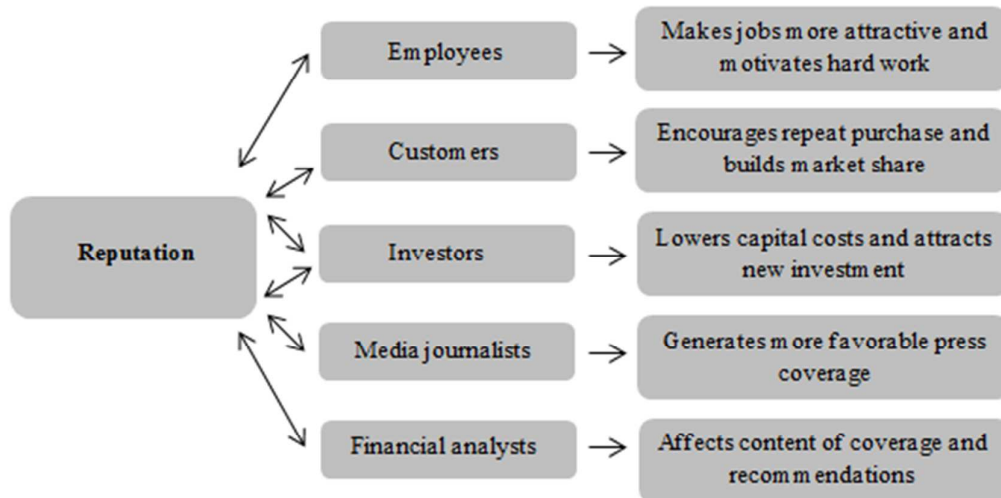 Employees
Makes jobs more attractive and
motivates hard work
Customers
Encourages repeat purchase and
builds market share
Reputation
Investors
Lowers capital costs and attracts
new investment
Media journalists
Generates more favorable press
coverage
Financial analysts
Affects content of coverage and
recommendations